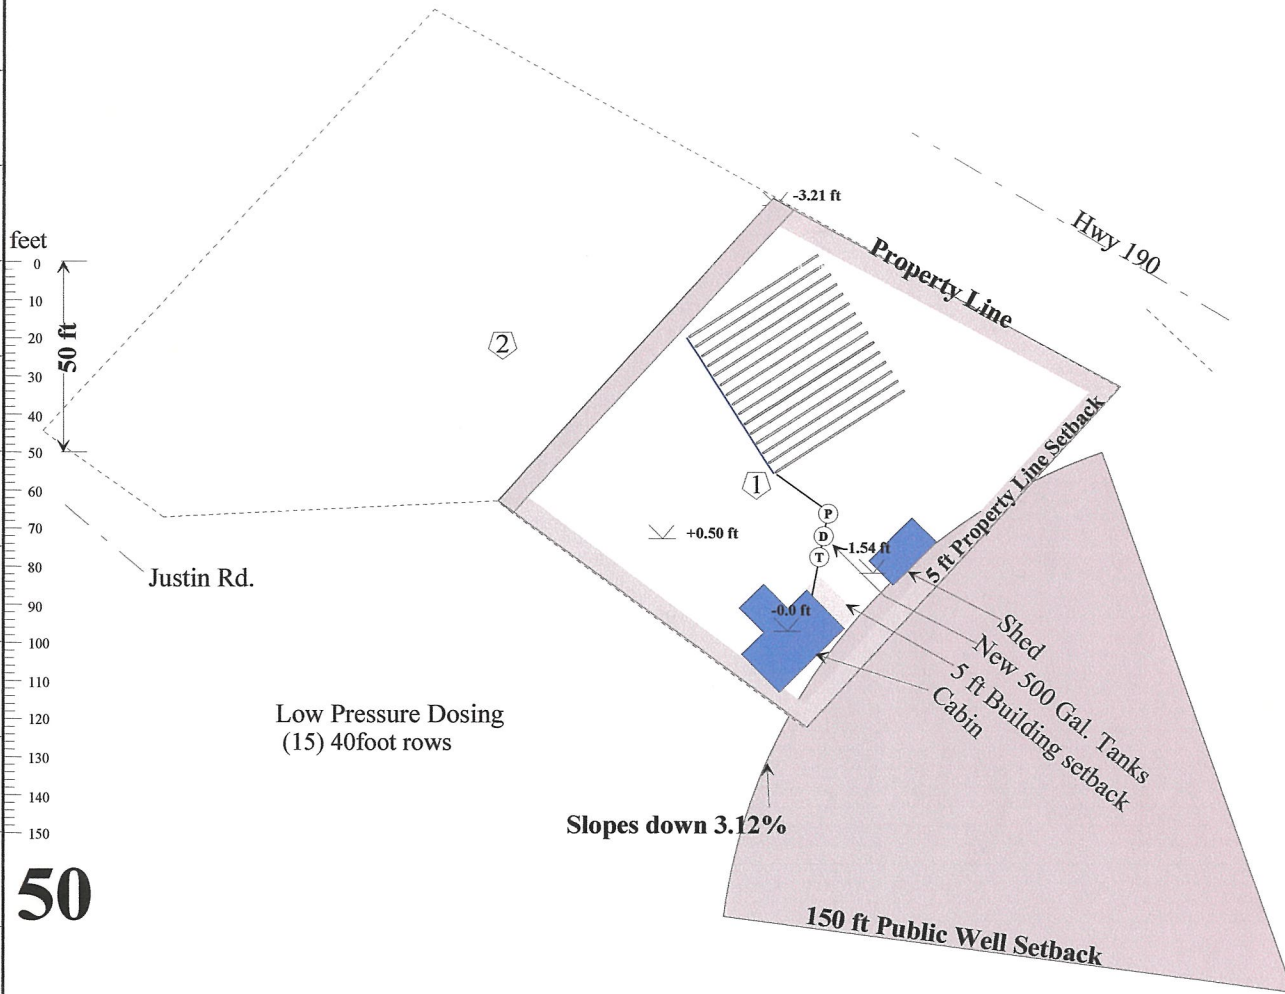 -3.21 ft
Hwy 190
Property Line
feet
0
10
20
30
40
50
60
70
80
90
100
110
120
130
140
150
50 ft
2
1
P
D
T
+0.50 ft
-1.54 ft
-0.0 ft
5 ft Property Line Setback
Justin Rd.
Shed
New 500 Gal. Tanks
5 ft Building setback
Cabin
Low Pressure Dosing
(15) 40foot rows
Slopes down 3.12%
50
150 ft Public Well Setback